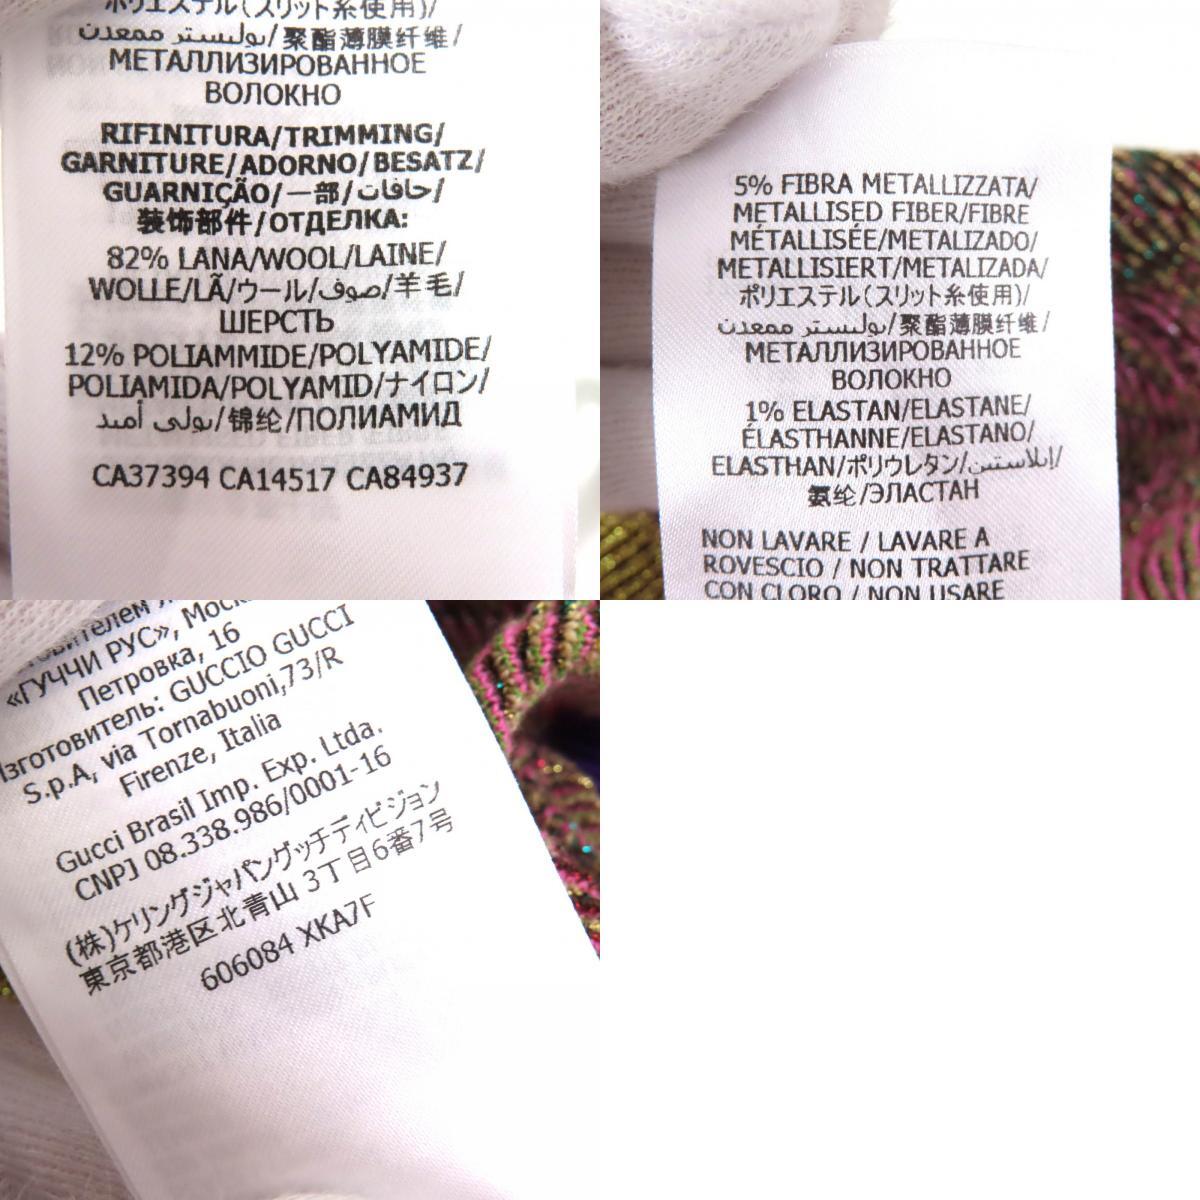 ポリエステル(スリット糸使用)/
بوليستر ممعدن/聚酯薄膜纤维/
МЕТАЛЛИЗИРОВАННОЕ
ВОЛОКНО
RIFINITURA/TRIMMING/
GARNITURE/ADORNO/BESATZ/
GUARNIÇÃO/一部/حافات/
装饰部件/ОТДЕЛКА:
82% LANA/WOOL/LAINE/
WOLLE/LÃ/ウール/صوف/羊毛/
ШЕРСТЬ
12% POLIAMMIDE/POLYAMIDE/
POLIAMIDA/POLYAMID/ナイロン/
بولي أميد/锦纶/ПОЛИАМИД
CA37394 CA14517 CA84937
5% FIBRA METALLIZZATA/
METALLISED FIBER/FIBRE
MÉTALLISÉE/METALIZADO/
METALLISIERT/METALIZADA/
ポリエステル(スリット糸使用)/
بوليستر ممعدن/聚酯薄膜纤维/
МЕТАЛЛИЗИРОВАННОЕ
ВОЛОКНО
1% ELASTAN/ELASTANE/
ÉLASTHANNE/ELASTANO/
ELASTHAN/ポリウレタン/إيلاستين/
氨纶/ЭЛАСТАН
NON LAVARE / LAVARE A
ROVESCIO / NON TRATTARE
CON CLORO / NON USARE
«ГУЧЧИ РУС», Москва
Петровка, 16
Изготовитель: GUCCIO GUCCI
S.p.A, via Tornabuoni,73/R
Firenze, Italia
Gucci Brasil Imp. Exp. Ltda.
CNPJ 08.338.986/0001-16
(株)ケリングジャパングッチディビジョン
東京都港区北青山 3丁目6番7号
606084 XKA7F